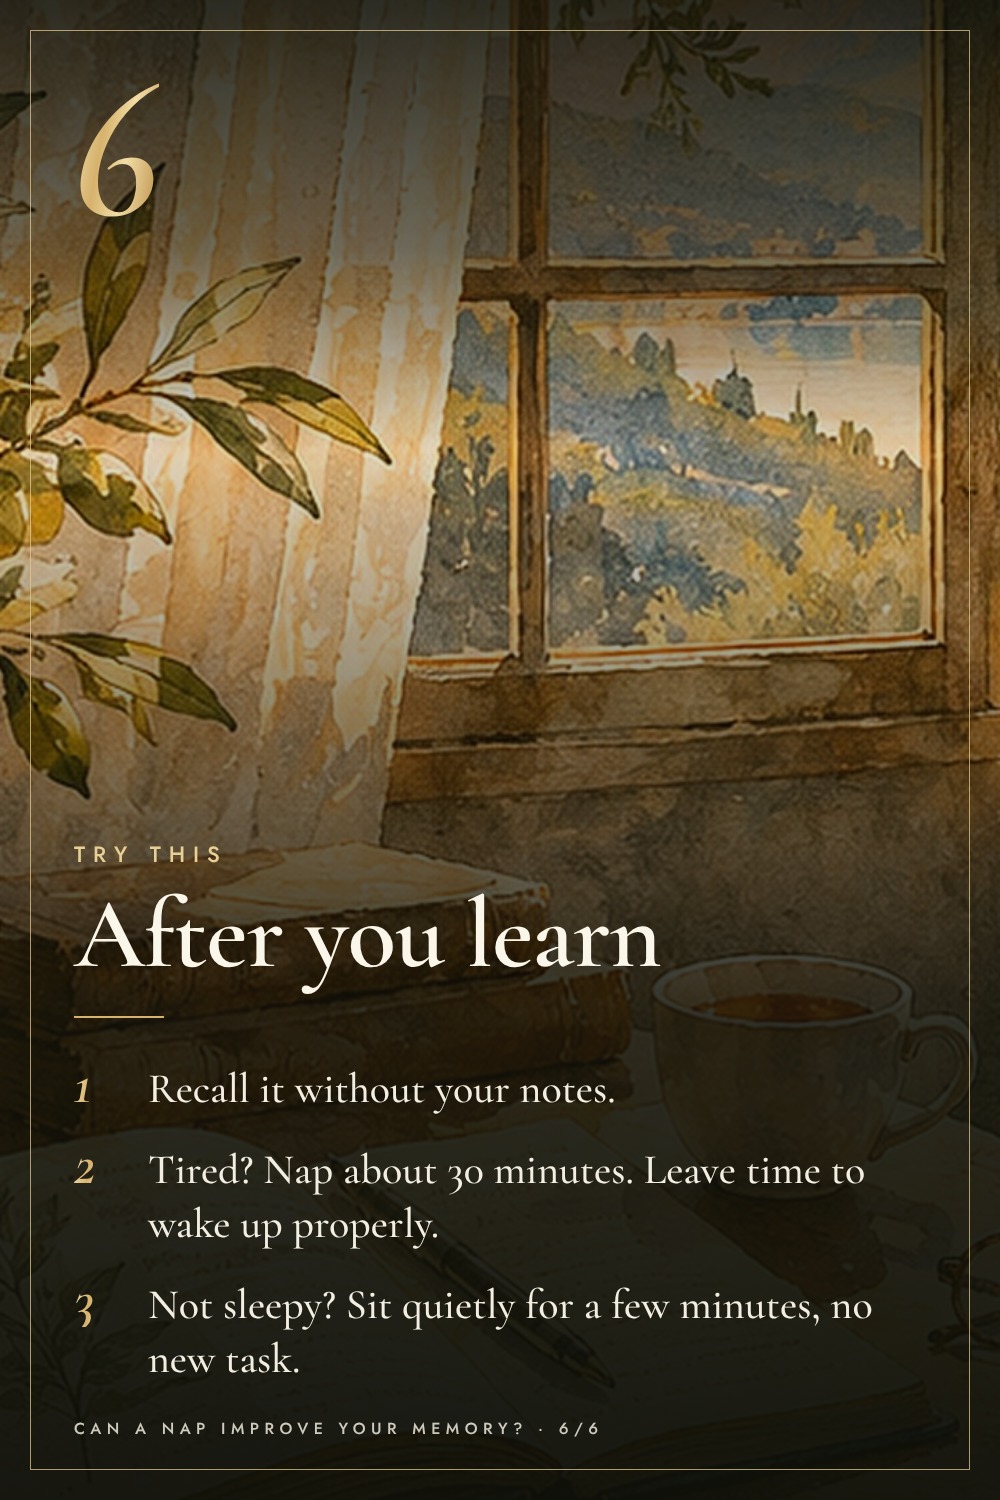 6
TRY THIS
After you learn
1 Recall it without your notes.
2 Tired? Nap about 30 minutes. Leave time to
wake up properly.
3 Not sleepy? Sit quietly for a few minutes, no
new task.
CAN A NAP IMPROVE YOUR MEMORY? · 6/6